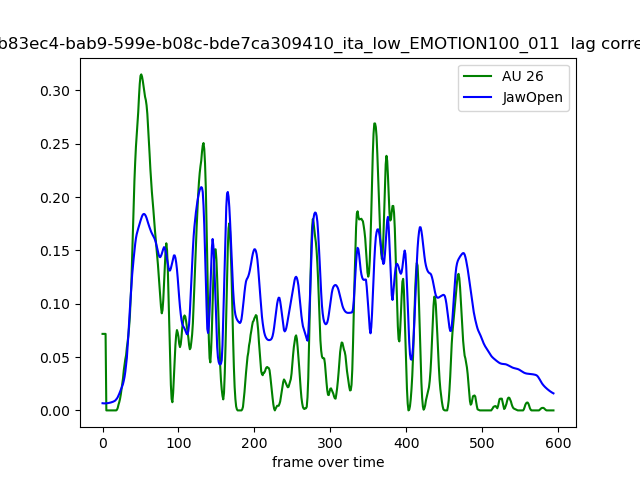 b83ec4-bab9-599e-b08c-bde7ca309410_ita_low_EMOTION100_011 lag corre
AU 26
JawOpen
0.30
0.25
0.20
0.15
0.10
0.05
0.00
0 100 200 300 400 500 600
frame over time